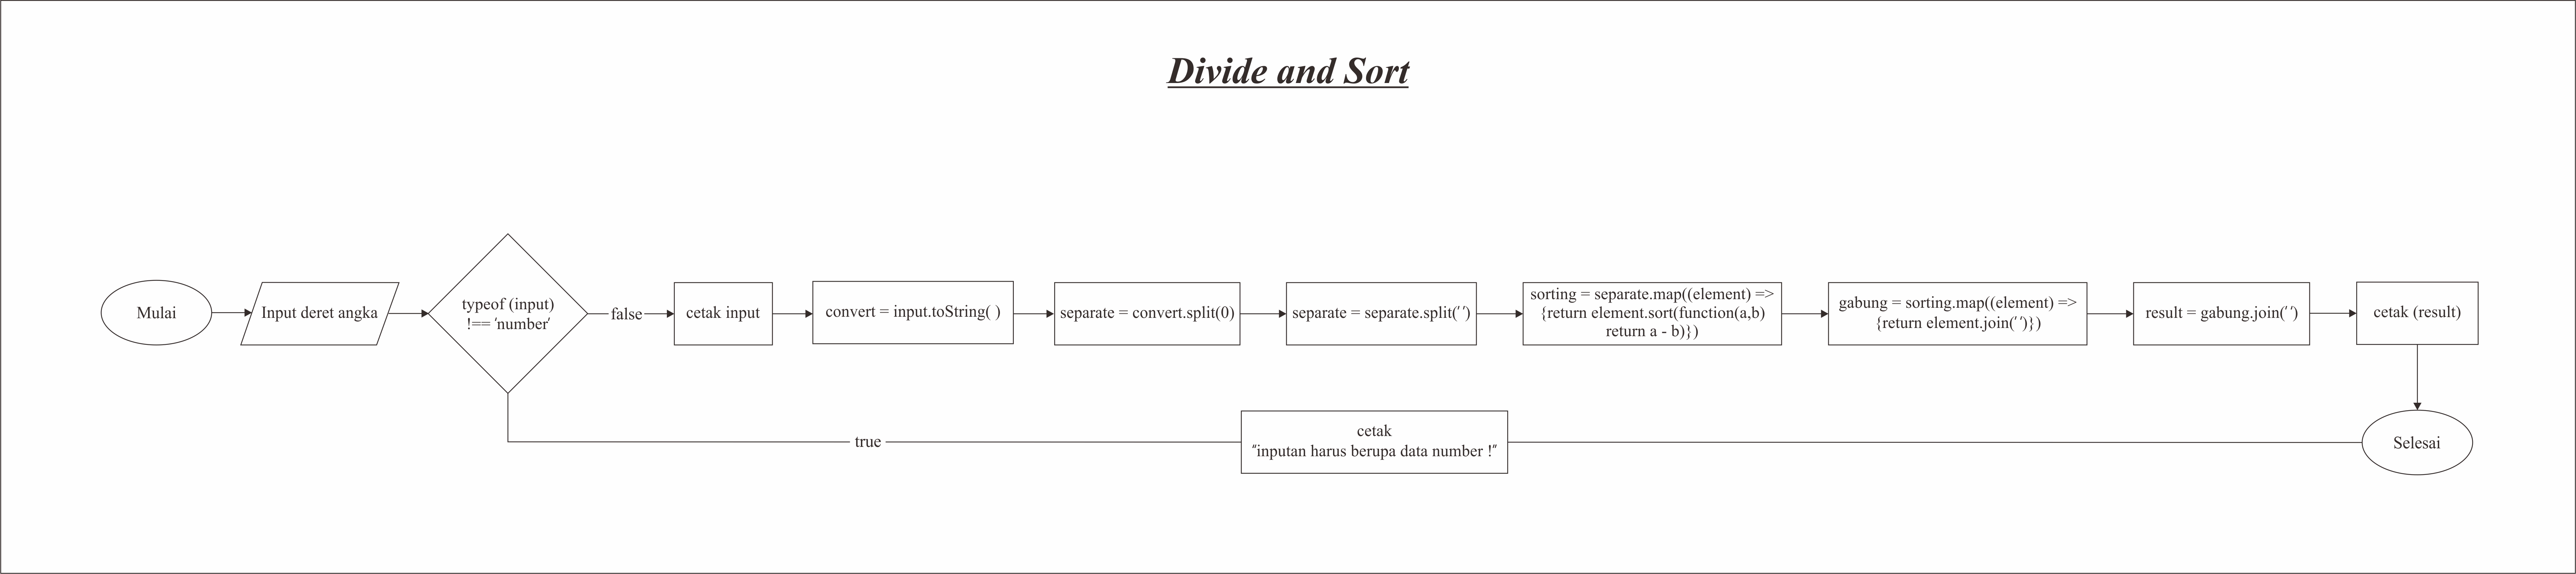 Divide and Sort
Mulai
Input deret angka
typeof (input)
!== 'number'
false
cetak input
convert = input.toString( )
separate = convert.split(0)
separate = separate.split(' ')
sorting = separate.map((element) =>
{return element.sort(function(a,b)
return a - b)})
gabung = sorting.map((element) =>
{return element.join(' ')})
result = gabung.join(' ')
cetak (result)
true
cetak
"inputan harus berupa data number !"
Selesai